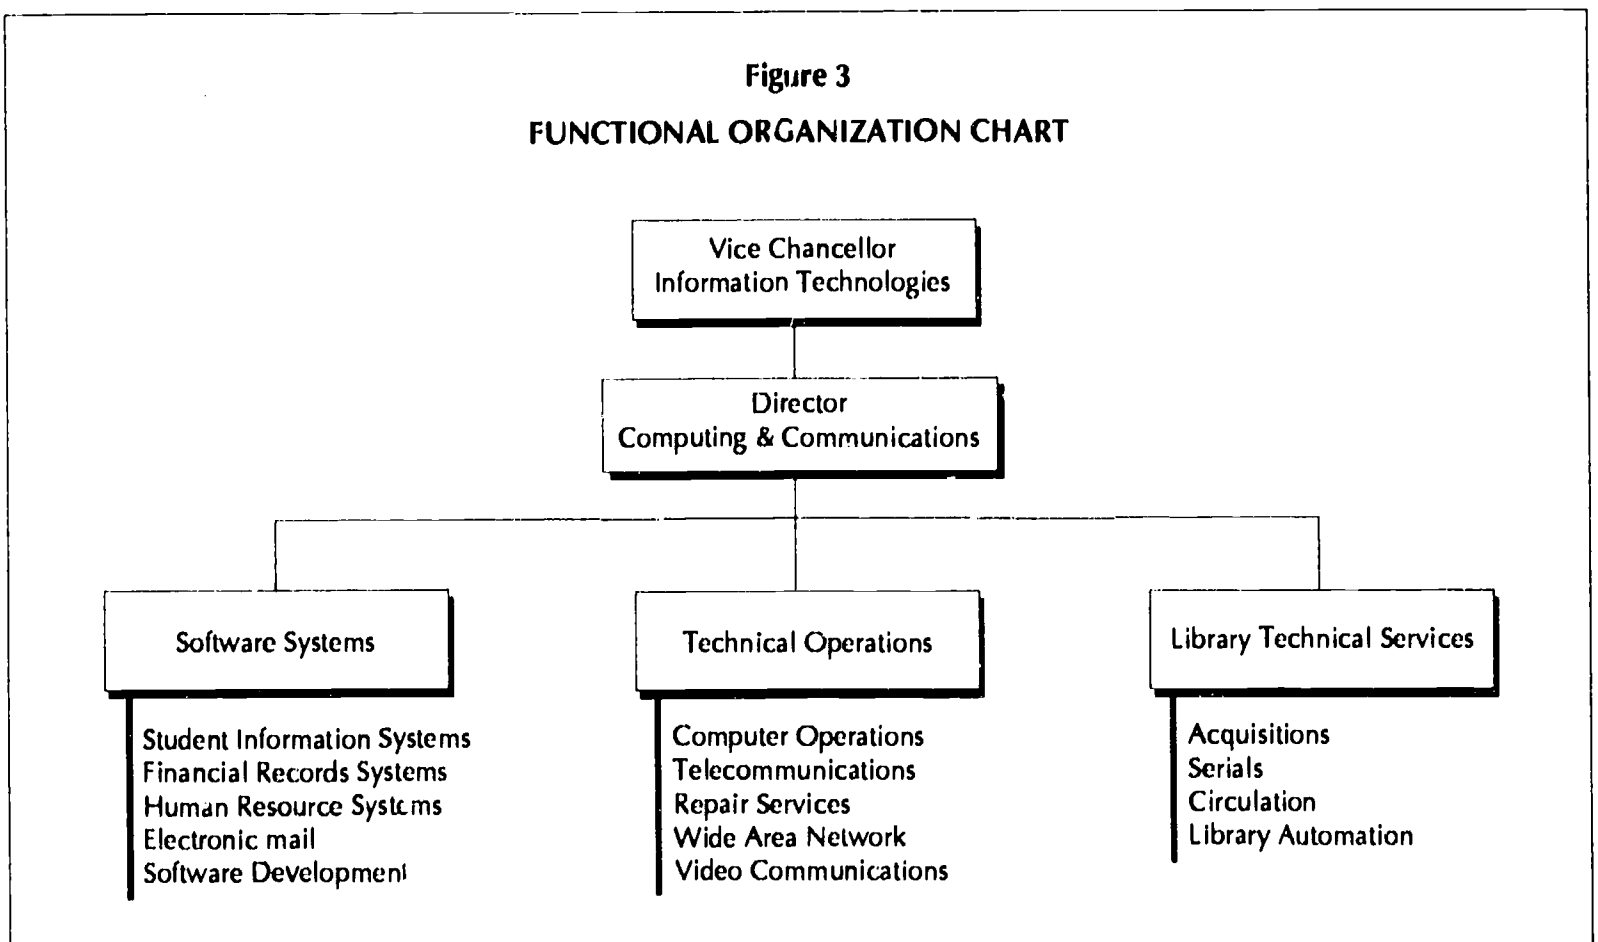 Figure 3
FUNCTIONAL ORGANIZATION CHART
Vice Chancellor
Information Technologies
Director
Computing & Communications
Software Systems
Student Information Systems
Financial Records Systems
Human Resource Systems
Electronic mail
Software Development
Technical Operations
Computer Operations
Telecommunications
Repair Services
Wide Area Network
Video Communications
Library Technical Services
Acquisitions
Serials
Circulation
Library Automation